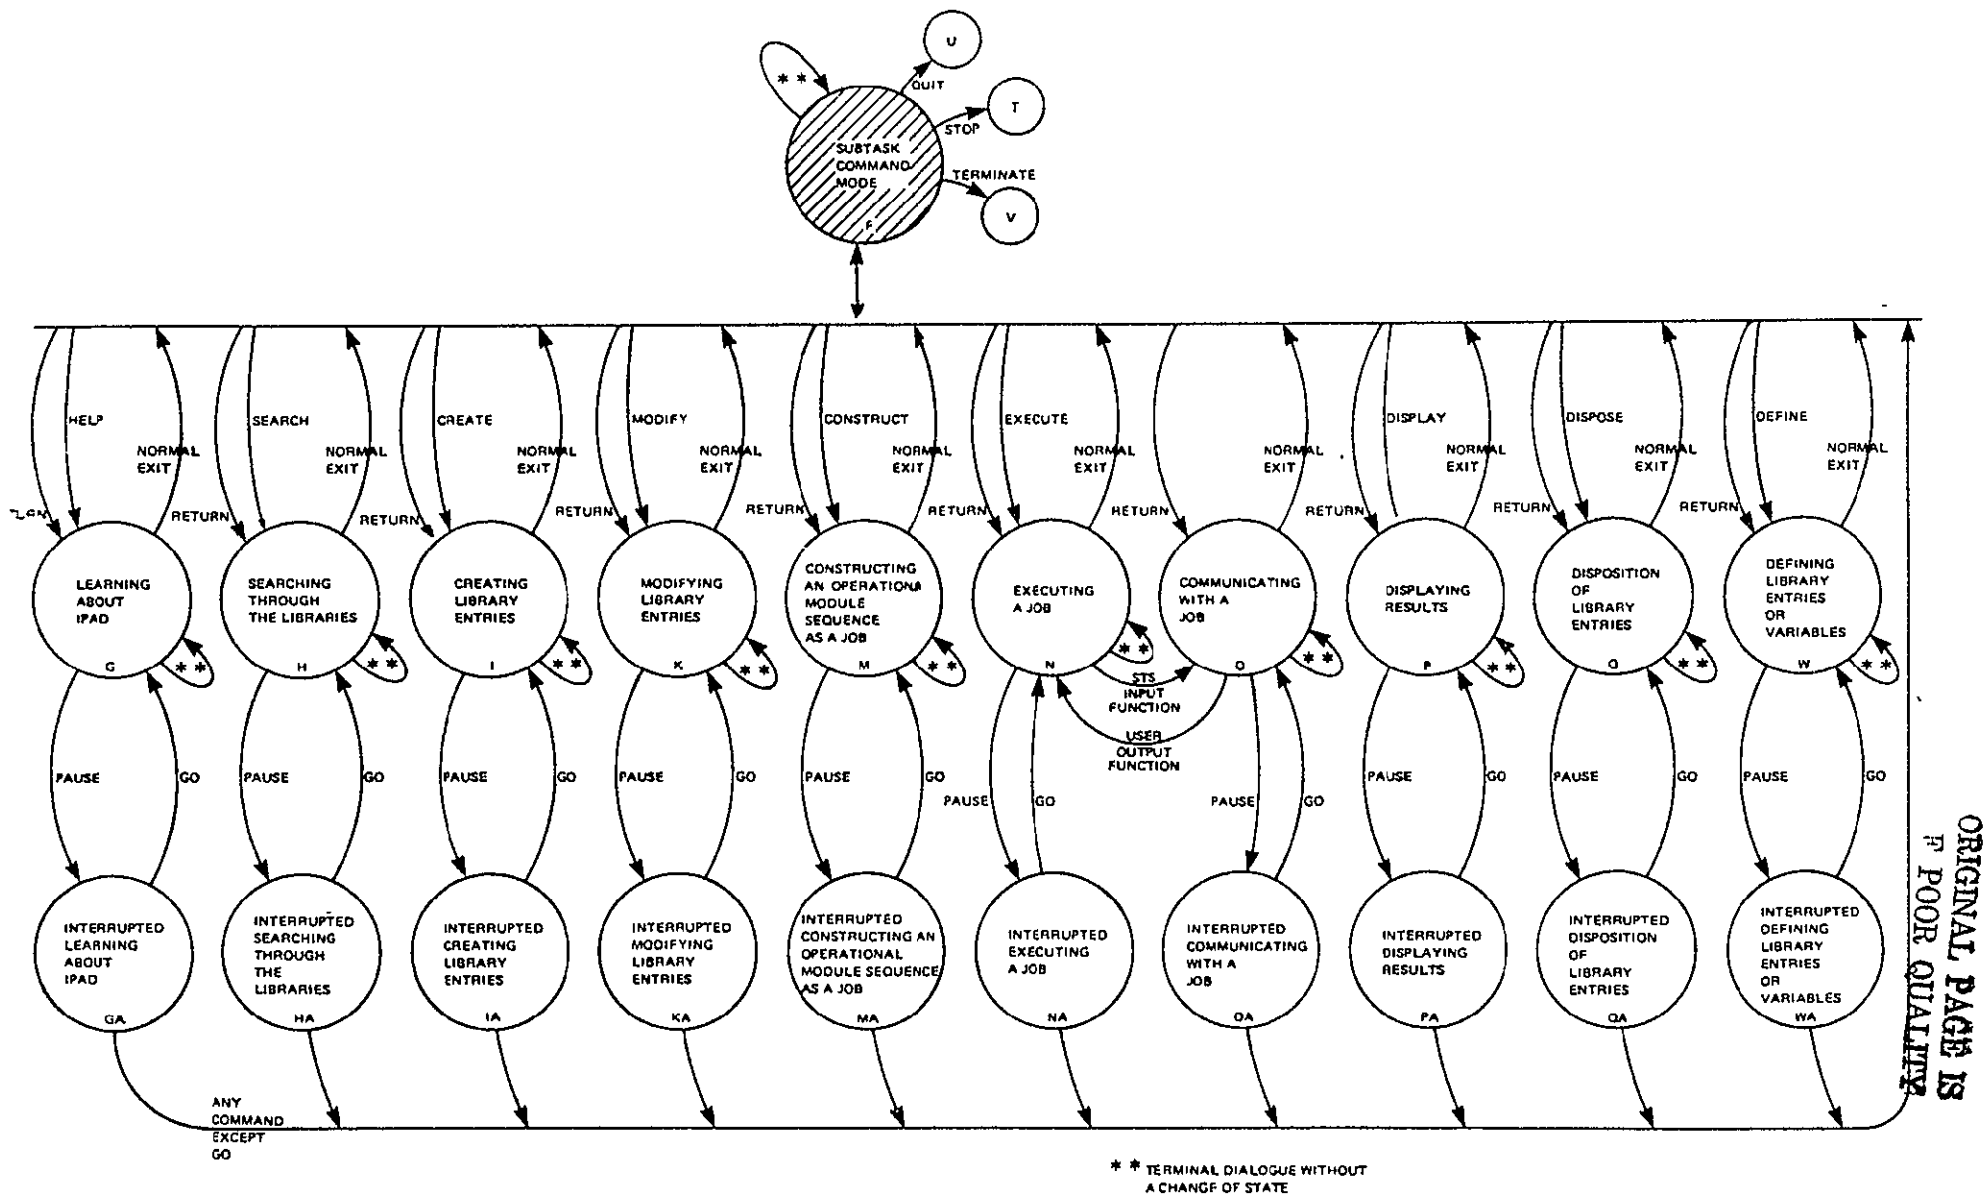 U
* *
QUIT
T
STOP
SUBTASK
COMMAND
MODE
TERMINATE
V
F
HELP
SEARCH
CREATE
MODIFY
CONSTRUCT
EXECUTE
DISPLAY
DISPOSE
DEFINE
NORMAL
EXIT
NORMAL
EXIT
NORMAL
EXIT
NORMAL
EXIT
NORMAL
EXIT
NORMAL
EXIT
NORMAL
EXIT
NORMAL
EXIT
NORMAL
EXIT
NORMAL
EXIT
RETURN
RETURN
RETURN
RETURN
RETURN
RETURN
RETURN
RETURN
RETURN
LEARNING
ABOUT
IPAD
G
* *
SEARCHING
THROUGH
THE LIBRARIES
H
* *
CREATING
LIBRARY
ENTRIES
I
* *
MODIFYING
LIBRARY
ENTRIES
K
* *
CONSTRUCTING
AN OPERATIONA
MODULE
SEQUENCE
AS A JOB
M
* *
EXECUTING
A JOB
N
* *
COMMUNICATING
WITH A
JOB
O
* *
DISPLAYING
RESULTS
P
* *
DISPOSITION
OF
LIBRARY
ENTRIES
Q
* *
DEFINING
LIBRARY
ENTRIES
OR
VARIABLES
W
* *
STS
INPUT
FUNCTION
USER
OUTPUT
FUNCTION
PAUSE
GO
PAUSE
GO
PAUSE
GO
PAUSE
GO
PAUSE
GO
PAUSE
GO
PAUSE
GO
PAUSE
GO
PAUSE
GO
PAUSE
GO
INTERRUPTED
LEARNING
ABOUT
IPAD
GA
INTERRUPTED
SEARCHING
THROUGH
THE
LIBRARIES
HA
INTERRUPTED
CREATING
LIBRARY
ENTRIES
IA
INTERRUPTED
MODIFYING
LIBRARY
ENTRIES
KA
INTERRUPTED
CONSTRUCTING AN
OPERATIONAL
MODULE SEQUENCE
AS A JOB
MA
INTERRUPTED
EXECUTING
A JOB
NA
INTERRUPTED
COMMUNICATING
WITH A
JOB
OA
INTERRUPTED
DISPLAYING
RESULTS
PA
INTERRUPTED
DISPOSITION
OF
LIBRARY
ENTRIES
QA
INTERRUPTED
DEFINING
LIBRARY
ENTRIES
OR
VARIABLES
WA
ANY
COMMAND
EXCEPT
GO
* * TERMINAL DIALOGUE WITHOUT
A CHANGE OF STATE
ORIGINAL PAGE IS
F POOR QUALITY